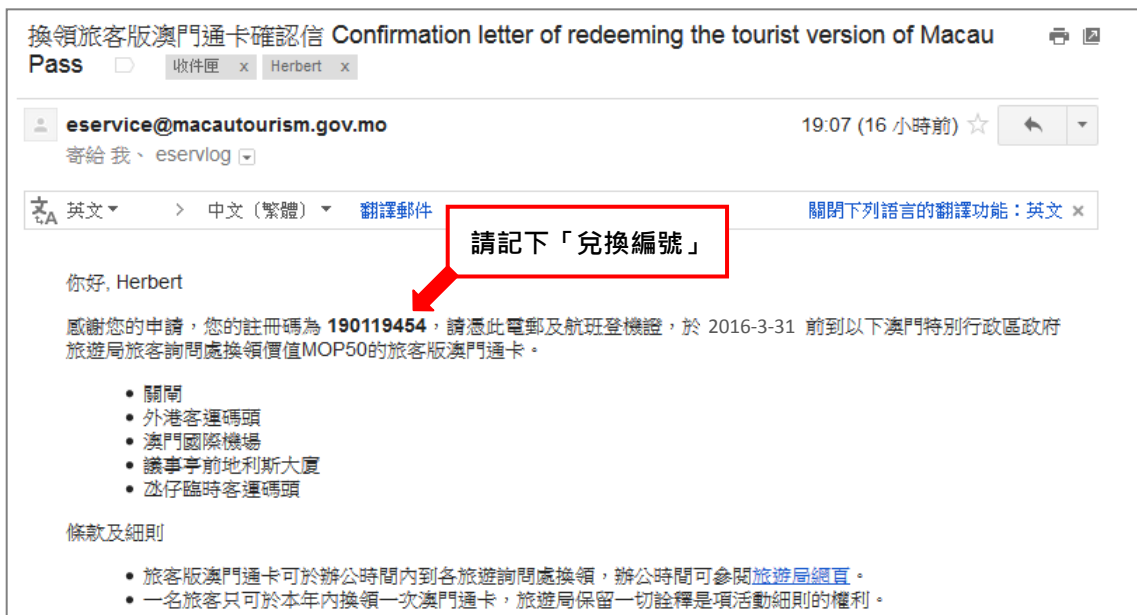 換領旅客版澳門通卡確認信 Confirmation letter of redeeming the tourist version of Macau
Pass 收件匣 x Herbert x
eservice@macautourism.gov.mo 19:07 (16 小時前)
寄給 我、 eservlog
英文 > 中文（繁體） 翻譯郵件 關閉下列語言的翻譯功能：英文 ×
請記下「兌換編號」
你好, Herbert
感謝您的申請，您的註冊碼為 190119454，請憑此電郵及航班登機證，於 2016-3-31 前到以下澳門特別行政區政府
旅遊局旅客詢問處換領價值MOP50的旅客版澳門通卡。
• 關閘
• 外港客運碼頭
• 澳門國際機場
• 議事亭前地利斯大廈
• 氹仔臨時客運碼頭
條款及細則
• 旅客版澳門通卡可於辦公時間內到各旅遊詢問處換領，辦公時間可參閱旅遊局網頁。
• 一名旅客只可於本年內換領一次澳門通卡，旅遊局保留一切詮釋是項活動細則的權利。